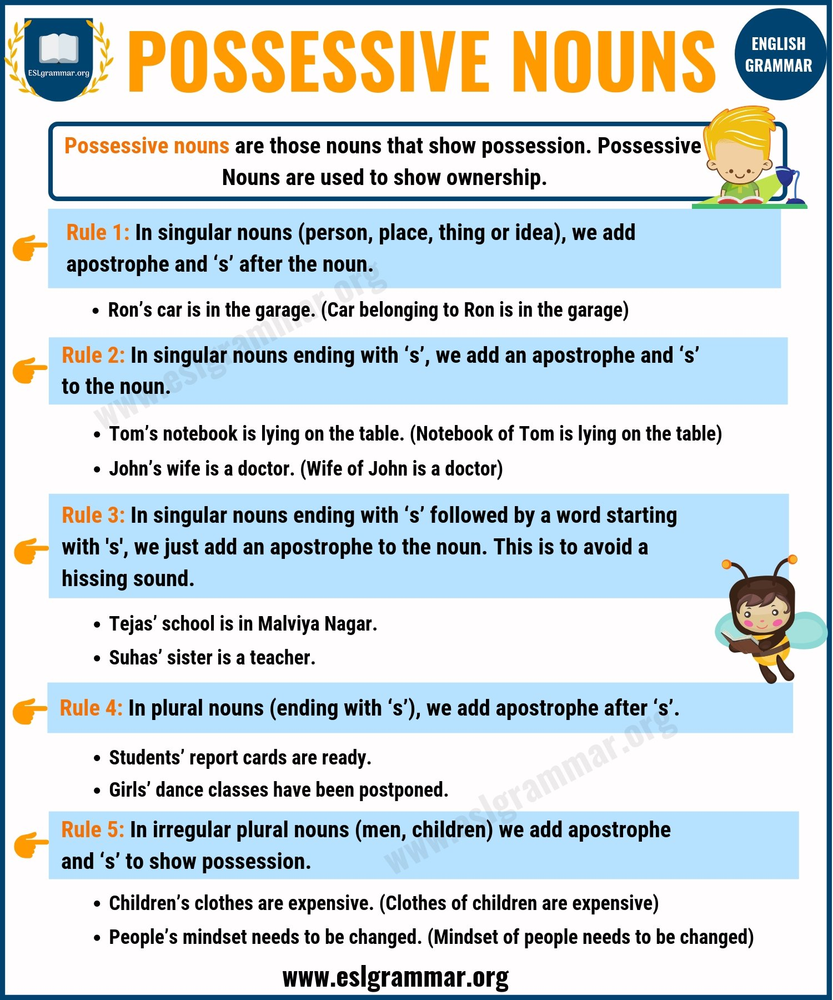 ESLgrammar.org
POSSESSIVE NOUNS
ENGLISH
GRAMMAR
Possessive nouns are those nouns that show possession. Possessive
Nouns are used to show ownership.
Rule 1: In singular nouns (person, place, thing or idea), we add
apostrophe and ‘s’ after the noun.
• Ron’s car is in the garage. (Car belonging to Ron is in the garage)
Rule 2: In singular nouns ending with ‘s’, we add an apostrophe and ‘s’
to the noun.
www.eslgrammar.org
• Tom’s notebook is lying on the table. (Notebook of Tom is lying on the table)
• John’s wife is a doctor. (Wife of John is a doctor)
Rule 3: In singular nouns ending with ‘s’ followed by a word starting
with 's', we just add an apostrophe to the noun. This is to avoid a
hissing sound.
• Tejas’ school is in Malviya Nagar.
• Suhas’ sister is a teacher.
Rule 4: In plural nouns (ending with ‘s’), we add apostrophe after ‘s’.
• Students’ report cards are ready.
• Girls’ dance classes have been postponed.
www.eslgrammar.org
Rule 5: In irregular plural nouns (men, children) we add apostrophe
and ‘s’ to show possession.
• Children’s clothes are expensive. (Clothes of children are expensive)
• People’s mindset needs to be changed. (Mindset of people needs to be changed)
www.eslgrammar.org